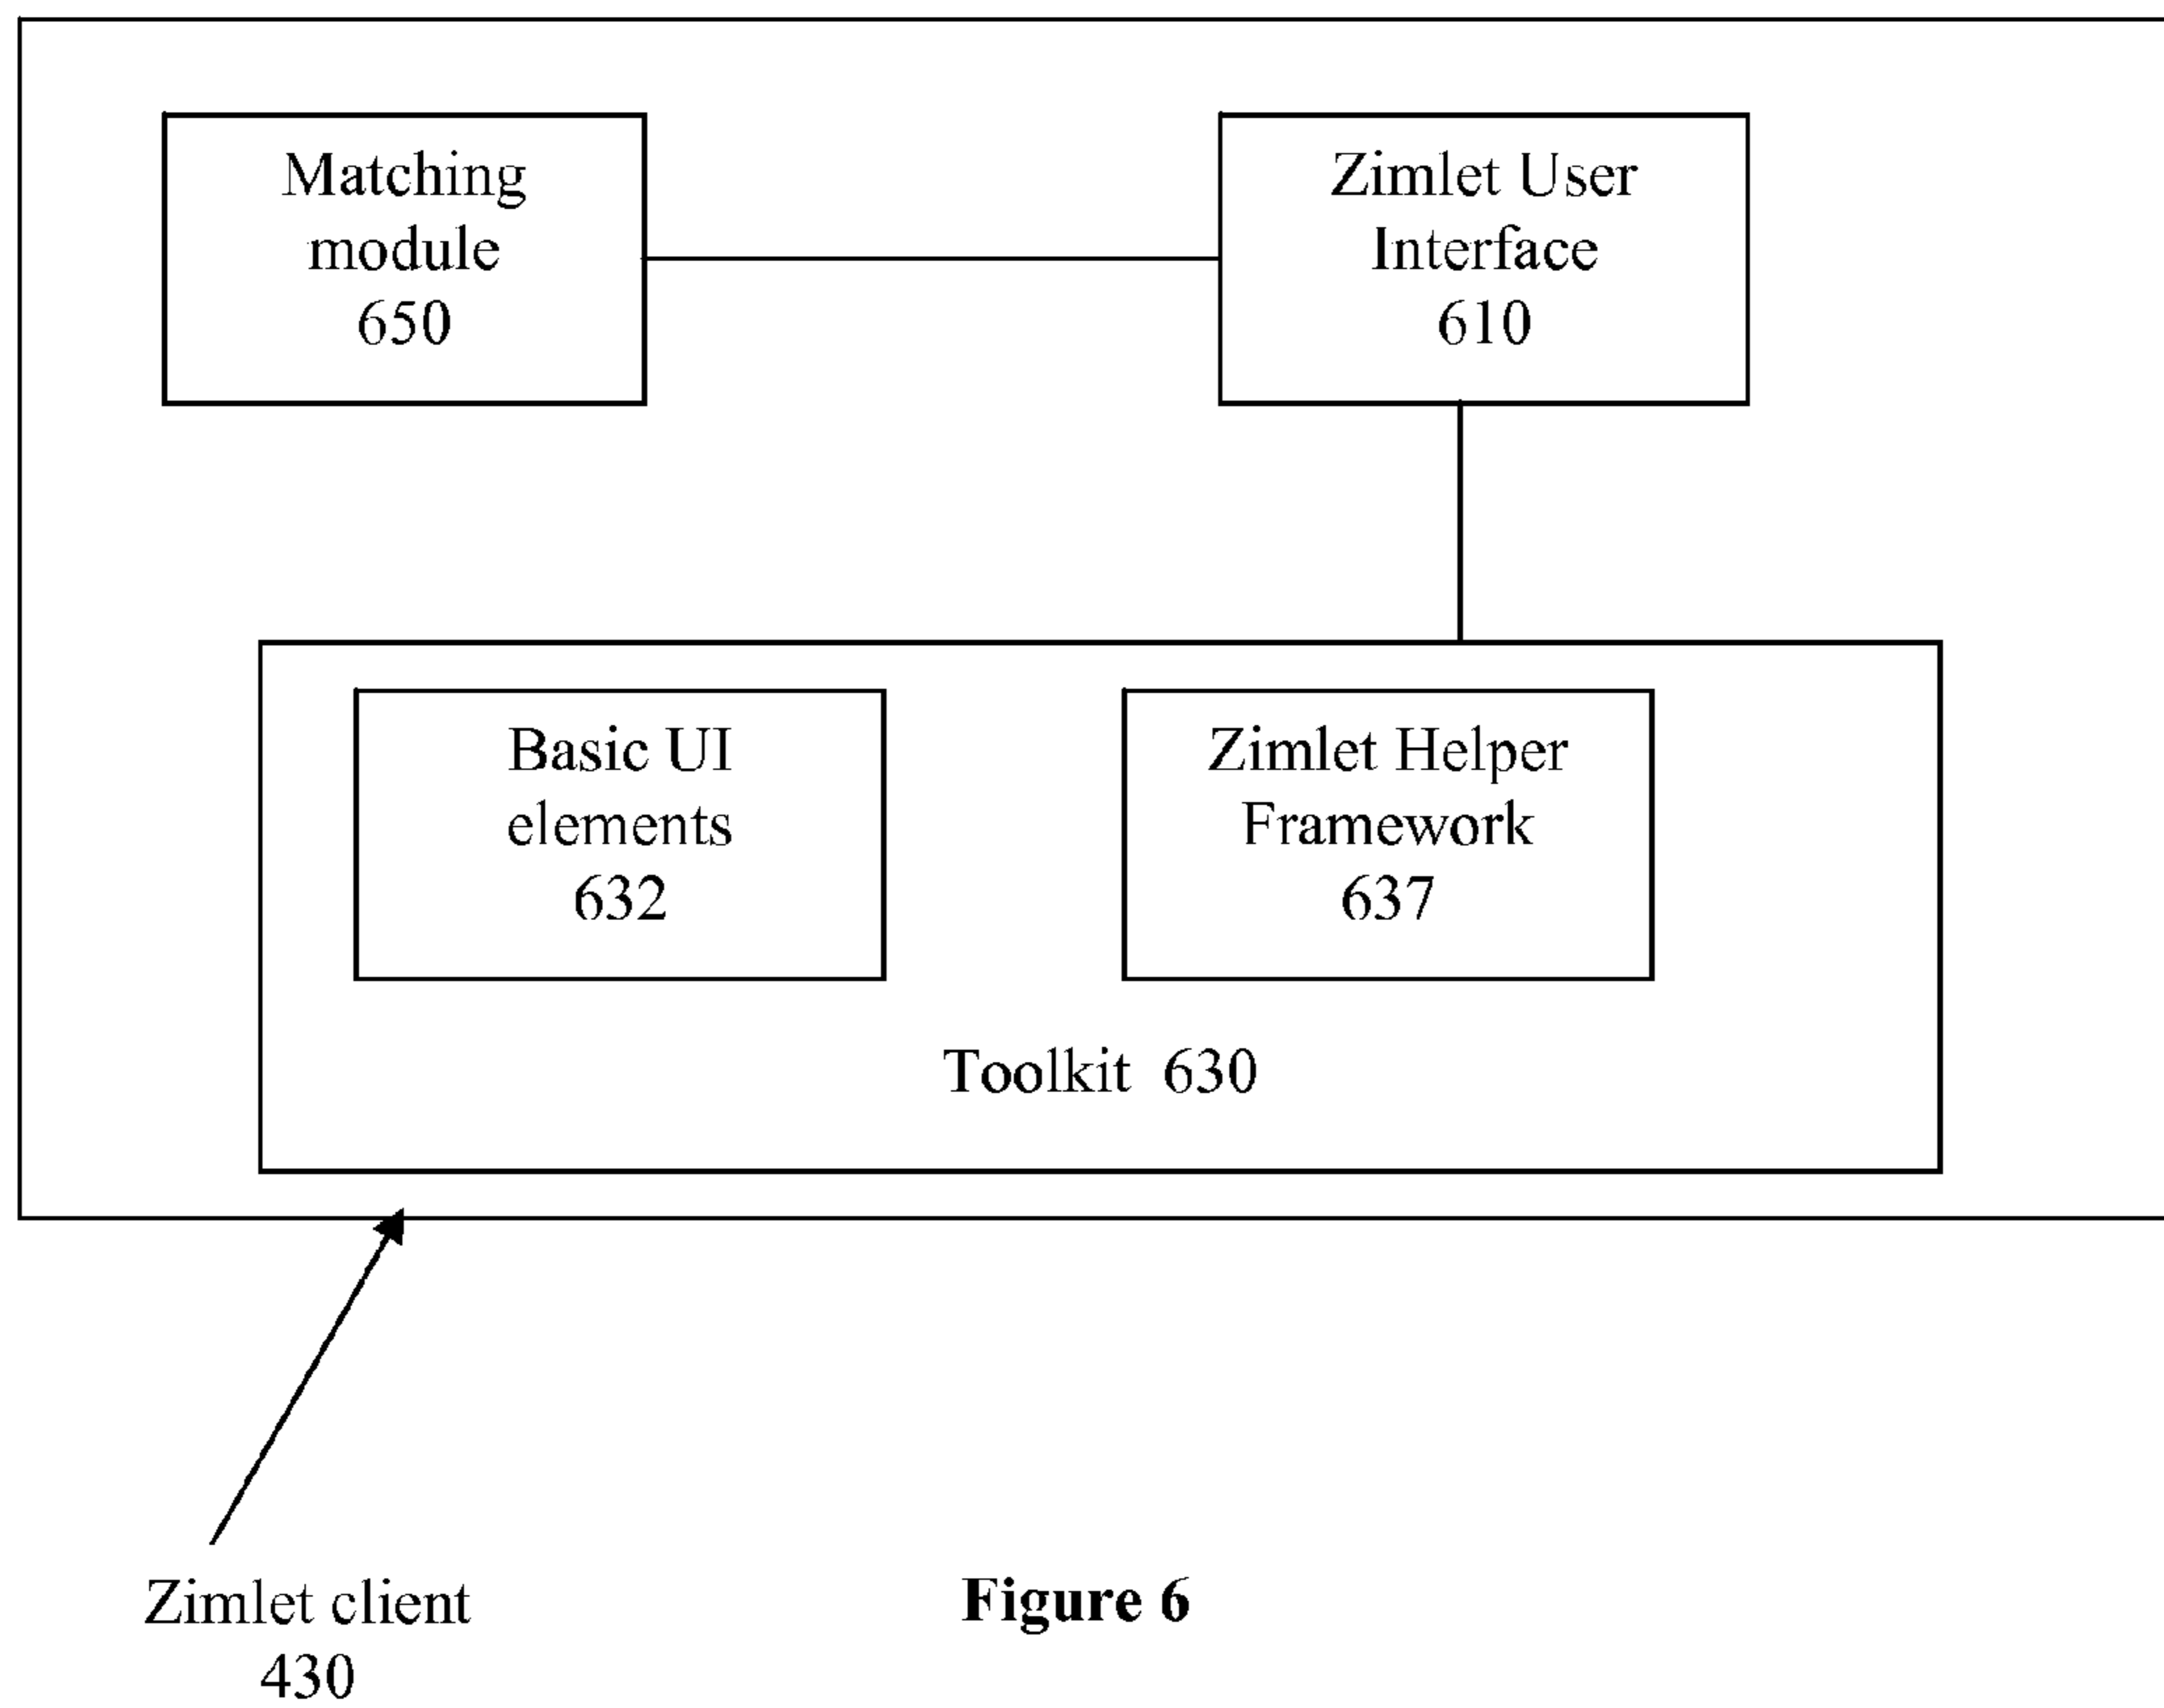 Matching
module
650
Zimlet User
Interface
610
Basic UI
elements
632
Zimlet Helper
Framework
637
Toolkit 630
Zimlet client
430
Figure 6